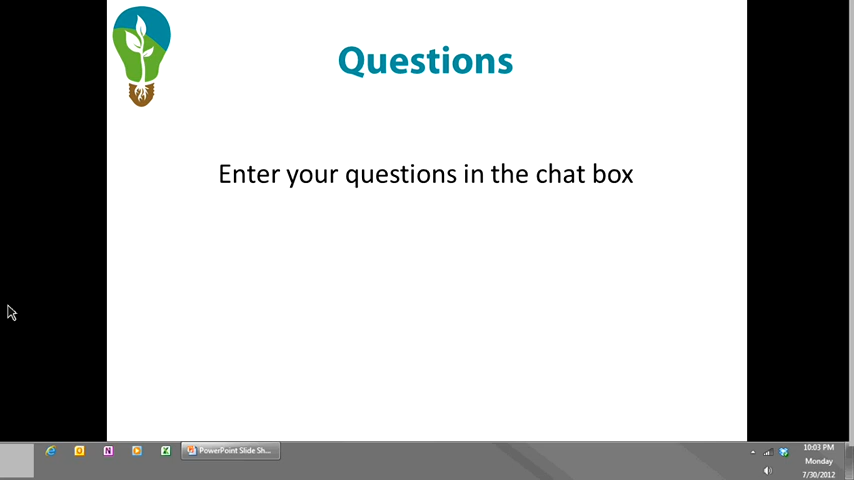 Questions
Enter your questions in the chat box
PowerPoint Slide Sh...
10:03 PM
Monday
7/30/2012